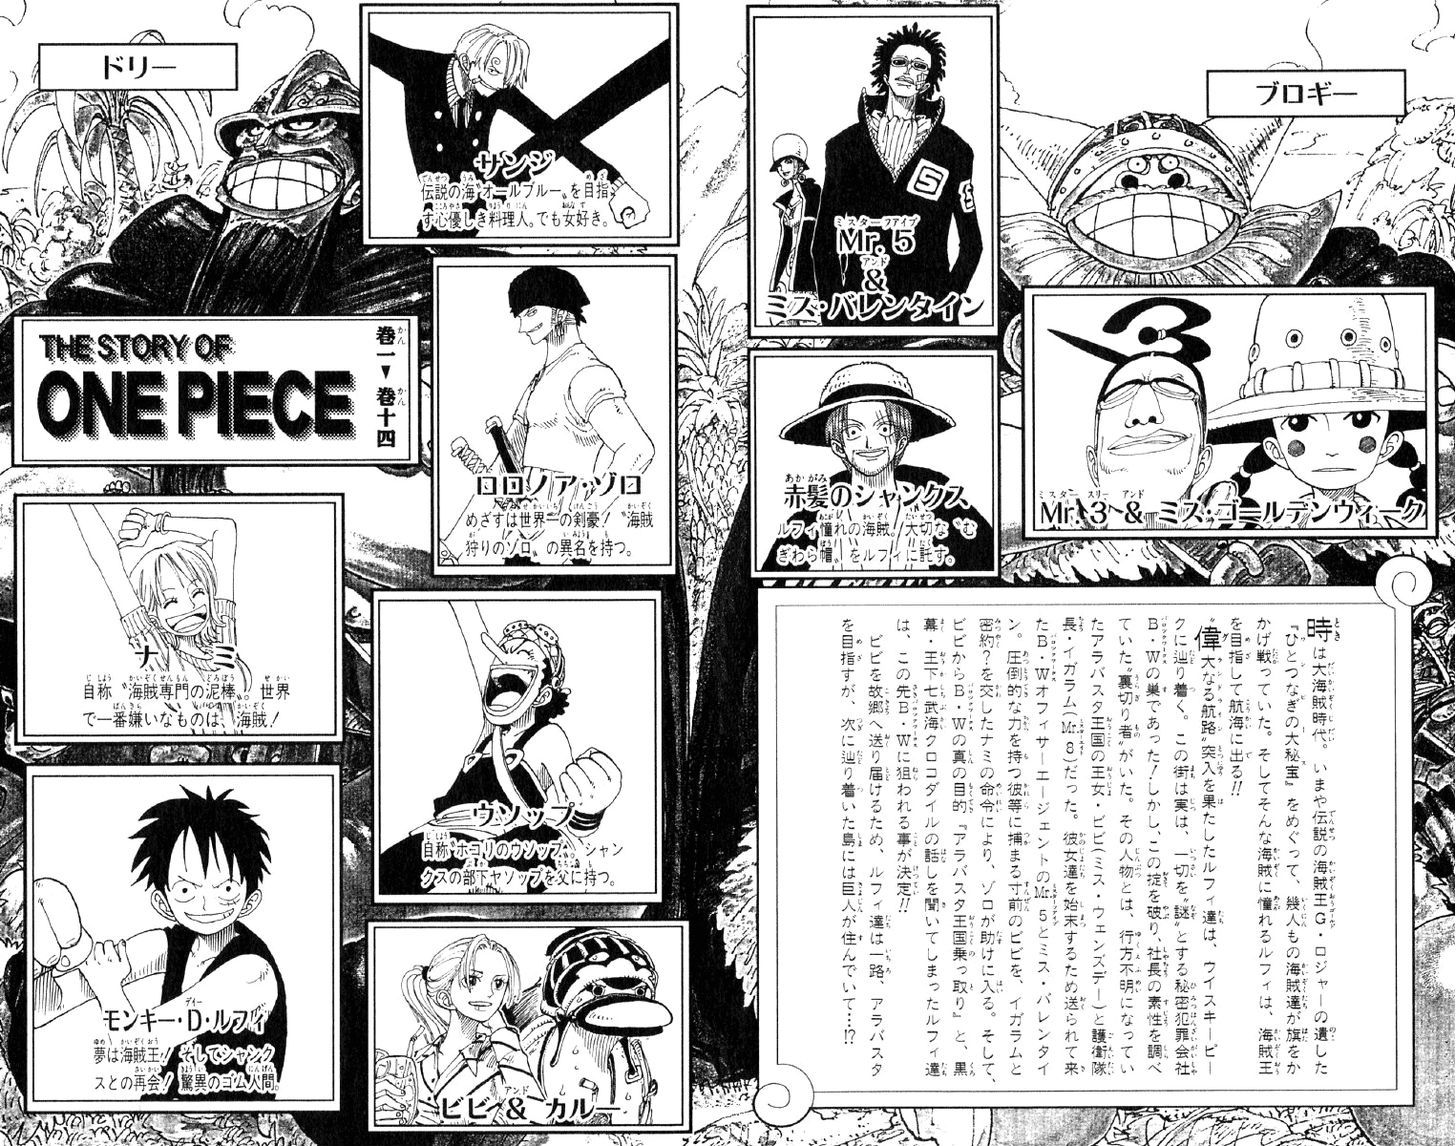 ブロギー
Mr. 5
&
ミス・バレンタイン
Mr. 3 & ミス・ゴールデンウィーク
赤髪のシャンクス
ルフィ憧れの海賊。大切な〝む
ぎわら帽〟をルフィに託す。
時は大海賊時代。いまや伝説の海賊王G・ロジャーの遺した
『ひとつなぎの大秘宝』をめぐって、幾人もの海賊達が旗をか
かげ戦っていた。そしてそんな海賊に憧れるルフィは、海賊王
を目指して航海に出る!!
〝偉大なる航路〟突入を果たしたルフィ達は、ウイスキーピー
クに辿り着く。この街は実は、一切を〝謎〟とする秘密犯罪会社
B・Wの巣であった!しかし、この掟を破り、社長の素性を調べ
ていた〝裏切り者〟がいた。その人物とは、行方不明になってい
たアラバスタ王国の王女・ビビ(ミス・ウェンズデー)と護衛隊
長・イガラム(Mr.8)だった。彼女達を始末するため送られて来
たB・WオフィサーエージェントのMr.5とミス・バレンタイ
ン。圧倒的な力を持つ彼等に捕まる寸前のビビを、イガラムと
密約?を交したナミの命令により、ゾロが助けに入る。そして、
ビビからB・Wの真の目的『アラバスタ王国乗っ取り』と、黒
幕・王下七武海クロコダイルの話しを聞いてしまったルフィ達
は、この先B・Wに狙われる事が決定!!
ビビを故郷へ送り届けるため、ルフィ達は一路、アラバスタ
を目指すが、次に辿り着いた島には巨人が住んでいて…!?
ドリー
サンジ
伝説の海〝オールブルー〟を目指
す心優しき料理人。でも女好き。
THE STORY OF
ONE PIECE
巻一▼巻十四
ロロノア・ゾロ
めざすは世界一の剣豪! 〝海賊
狩りのゾロ〟の異名を持つ。
ナミ
自称〝海賊専門の泥棒〟。世界
で一番嫌いなものは、海賊!
ウソップ
自称〝ホコリのウソップ〟。シャン
クスの部下ヤソップを父に持つ。
モンキー・D・ルフィ
夢は海賊王! そしてシャンク
スとの再会! 驚異のゴム人間。
ビビ & カルー